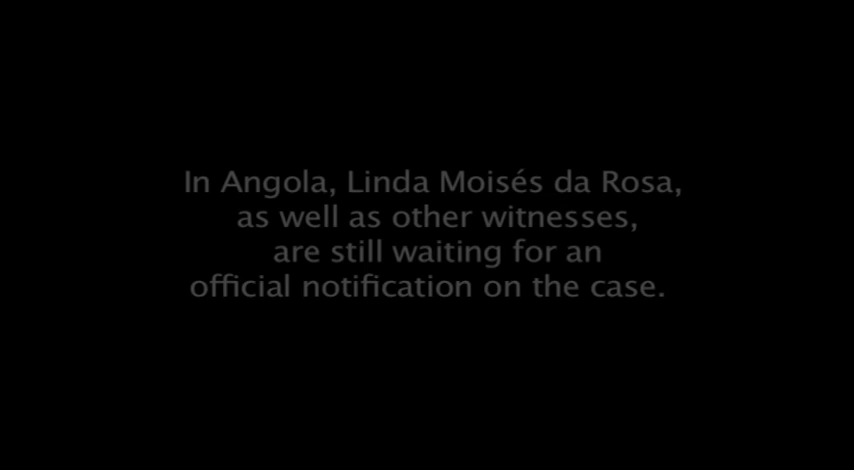 In Angola, Linda Moisés da Rosa,
as well as other witnesses,
are still waiting for an
official notification on the case.